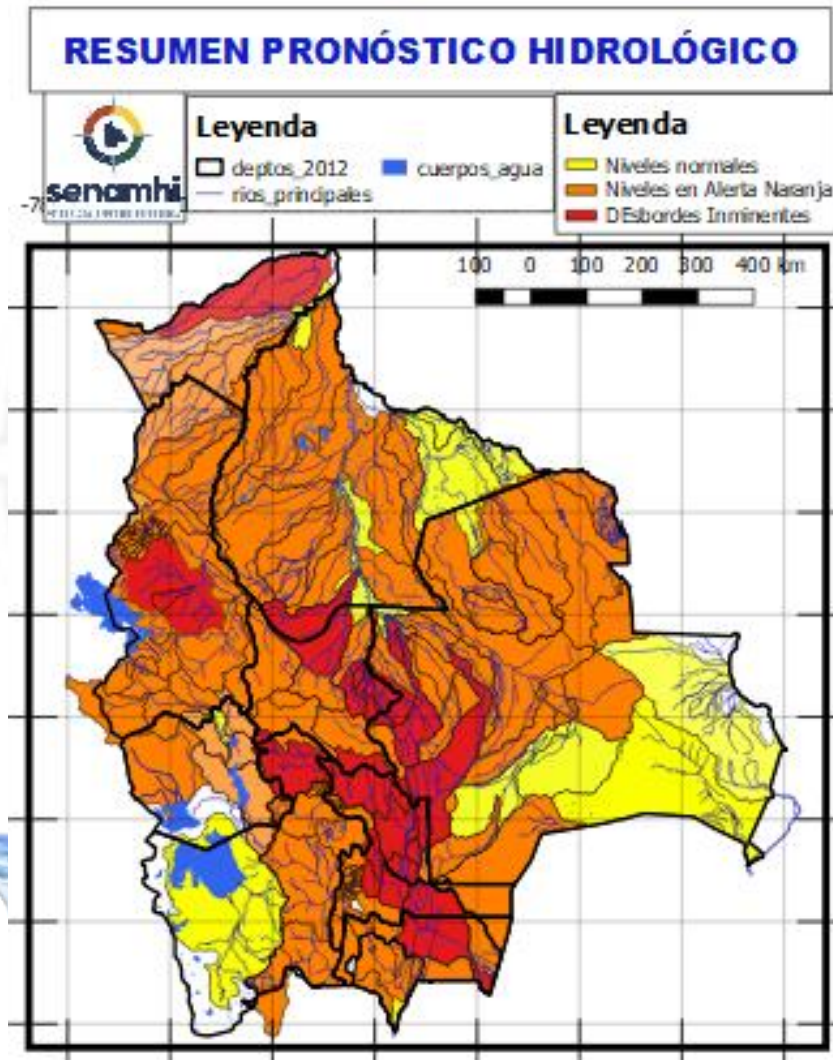 RESUMEN PRONÓSTICO HIDROLÓGICO
senamhi
Leyenda
deptos_2012
cuerpos_agua
rios_principales
Leyenda
Niveles normales
Niveles en Alerta Naranja
DEsbordes Inminentes
100 0 100 200 300 400 km